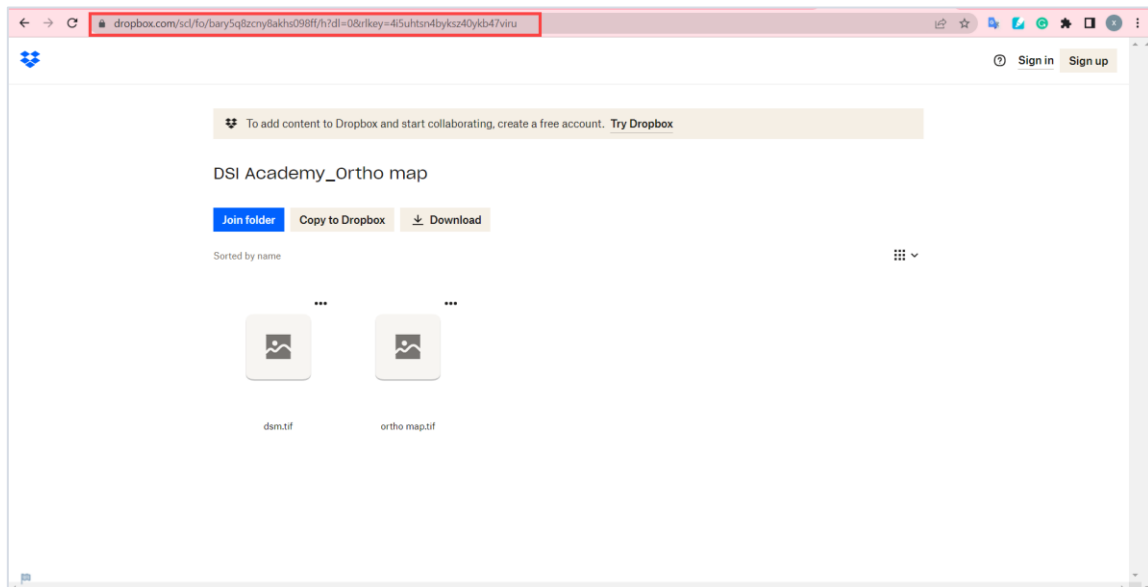 dropbox.com/scl/fo/bary5q8zcny8akhs098ff/h?dl=0&rlkey=4i5uhtsn4byksz40ykb47viru
Sign in Sign up
To add content to Dropbox and start collaborating, create a free account. Try Dropbox
DSI Academy_Ortho map
Join folder Copy to Dropbox Download
Sorted by name
dsm.tif ortho map.tif